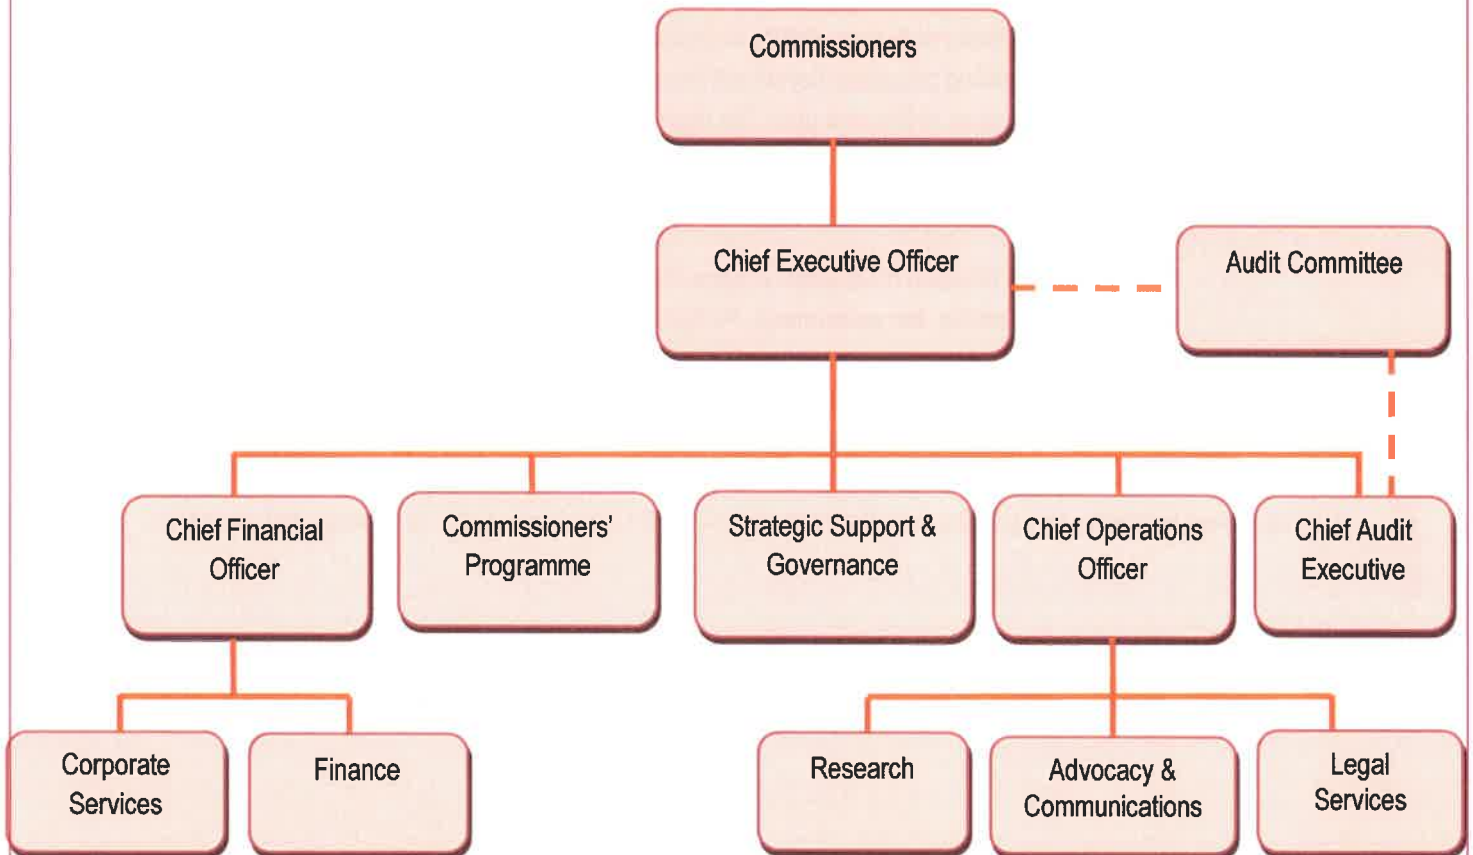 Commissioners
Chief Executive Officer
Audit Committee
Chief Financial
Officer
Commissioners'
Programme
Strategic Support &
Governance
Chief Operations
Officer
Chief Audit
Executive
Corporate
Services
Finance
Research
Advocacy &
Communications
Legal
Services